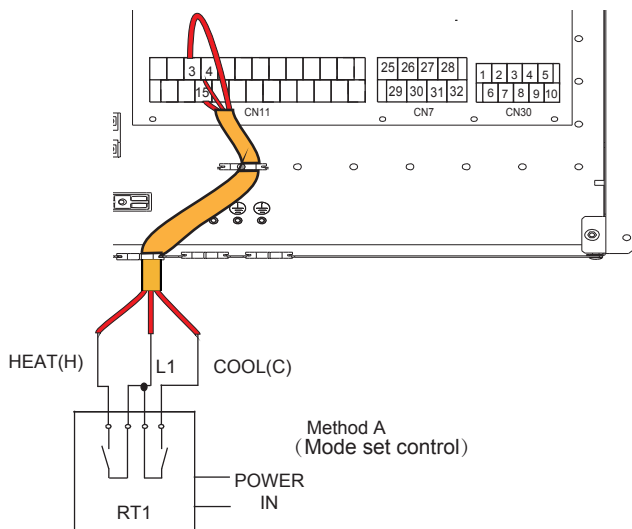 3 4
15
CN11
25 26 27 28
29 30 31 32
CN7
1 2 3 4 5
6 7 8 9 10
CN30
HEAT(H)
L1
COOL(C)
Method A
(Mode set control)
POWER
IN
RT1